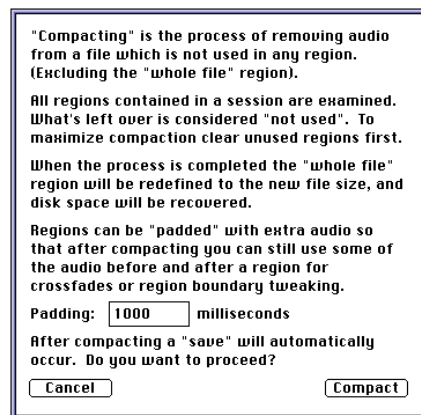 "Compacting" is the process of removing audio
from a file which is not used in any region.
(Excluding the "whole file" region).
All regions contained in a session are examined.
What's left over is considered "not used". To
maximize compaction clear unused regions first.
When the process is completed the "whole file"
region will be redefined to the new file size, and
disk space will be recovered.
Regions can be "padded" with extra audio so
that after compacting you can still use some of
the audio before and after a region for
crossfades or region boundary tweaking.
Padding: 1000 milliseconds
After compacting a "save" will automatically
occur. Do you want to proceed?
Cancel Compact